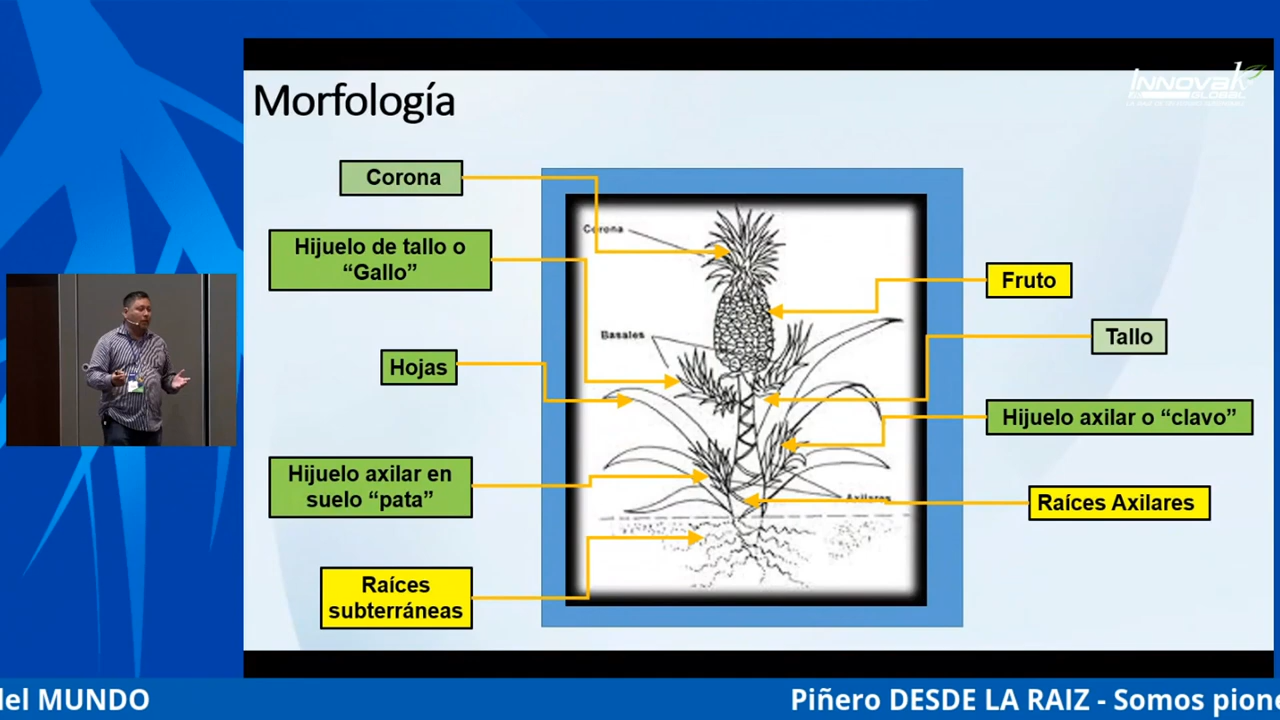 Morfología
Innovak
GLOBAL
Corona
Hijuelo de tallo o
“Gallo”
Hojas
Hijuelo axilar en
suelo “pata”
Raíces
subterráneas
Corona
Basales
Axilares
Fruto
Tallo
Hijuelo axilar o “clavo”
Raíces Axilares
del MUNDO
Piñero DESDE LA RAIZ - Somos pione